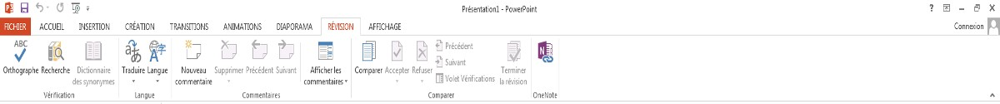 Présentation1 - PowerPoint
FICHIER ACCUEIL INSERTION CRÉATION TRANSITIONS ANIMATIONS DIAPORAMA RÉVISION AFFICHAGE Connexion
ABC
Orthographe Recherche Dictionnaire des synonymes
Traduire Langue
Nouveau commentaire Supprimer Précédent Suivant Afficher les commentaires
Comparer Accepter Refuser
Précédent
Suivant
Volet Vérifications
Terminer la révision
Vérification Langue Commentaires Comparer OneNote